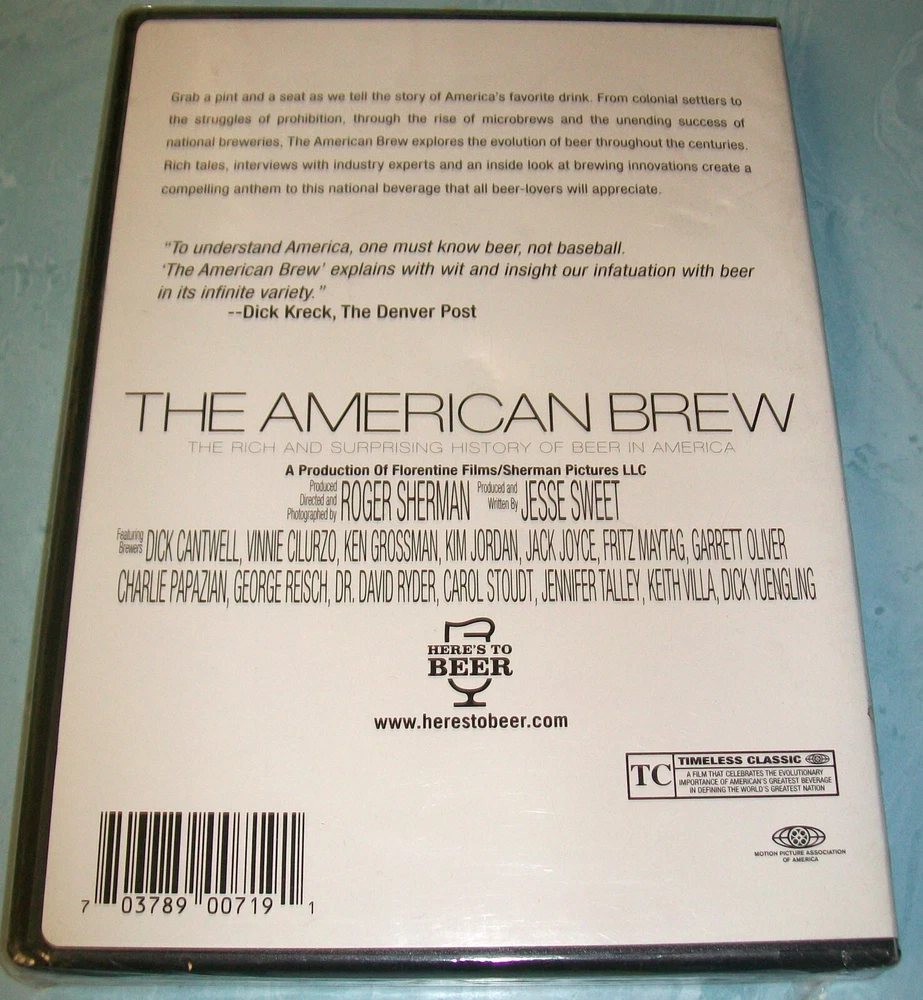 Grab a pint and a seat as we tell the story of America's favorite drink. From colonial settlers to
the struggles of prohibition, through the rise of microbrews and the unending success of
national breweries, The American Brew explores the evolution of beer throughout the centuries.
Rich tales, interviews with industry experts and an inside look at brewing innovations create a
compelling anthem to this national beverage that all beer-lovers will appreciate.
"To understand America, one must know beer, not baseball.
'The American Brew' explains with wit and insight our infatuation with beer
in its infinite variety."
--Dick Kreck, The Denver Post
THE AMERICAN BREW
THE RICH AND SURPRISING HISTORY OF BEER IN AMERICA
A Production Of Florentine Films/Sherman Pictures LLC
Produced Directed and Photographed by ROGER SHERMAN Produced and Written By JESSE SWEET
Featuring Brewers DICK CANTWELL, VINNIE CILURZO, KEN GROSSMAN, KIM JORDAN, JACK JOYCE, FRITZ MAYTAG, GARRETT OLIVER
CHARLIE PAPAZIAN, GEORGE REISCH, DR. DAVID RYDER, CAROL STOUDT, JENNIFER TALLEY, KEITH VILLA, DICK YUENGLING
HERE'S TO
BEER
www.herestobeer.com
TC TIMELESS CLASSIC
A FILM THAT CELEBRATES THE EVOLUTIONARY
IMPORTANCE OF AMERICAN'S GREATEST BEVERAGE
IN DEFINING THE WORLD'S GREATEST NATION
MOTION PICTURE ASSOCIATION
OF AMERICA
7 03789 00719 1